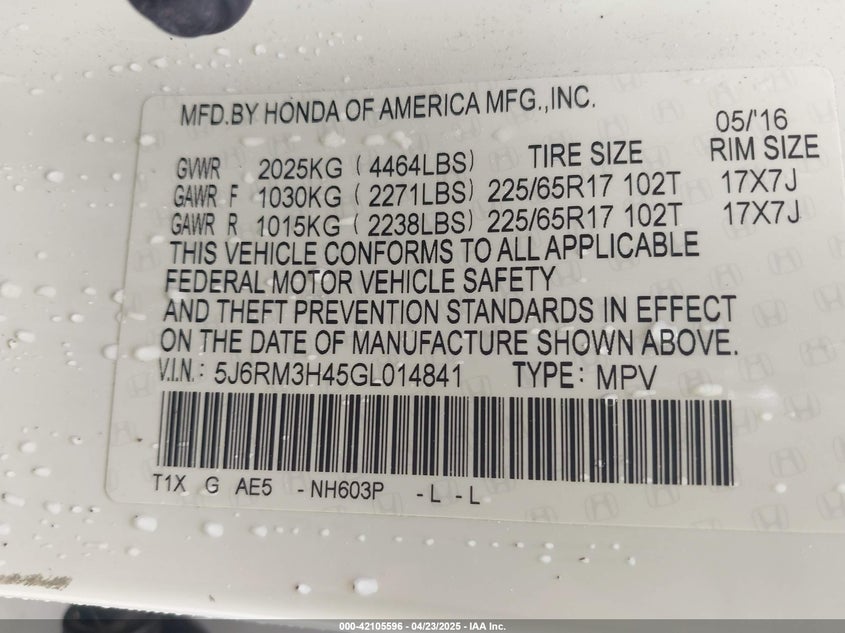 MFD.BY HONDA OF AMERICA MFG.,INC.
05/'16
GVWR 2025KG ( 4464LBS) TIRE SIZE RIM SIZE
GAWR F 1030KG ( 2271LBS) 225/65R17 102T 17X7J
GAWR R 1015KG ( 2238LBS) 225/65R17 102T 17X7J
THIS VEHICLE CONFORMS TO ALL APPLICABLE
FEDERAL MOTOR VEHICLE SAFETY
AND THEFT PREVENTION STANDARDS IN EFFECT
ON THE DATE OF MANUFACTURE SHOWN ABOVE.
V.I.N.: 5J6RM3H45GL014841 TYPE: MPV
T1X G AE5 -NH603P -L -L
000-42105596 - 04/23/2025 - IAA Inc.